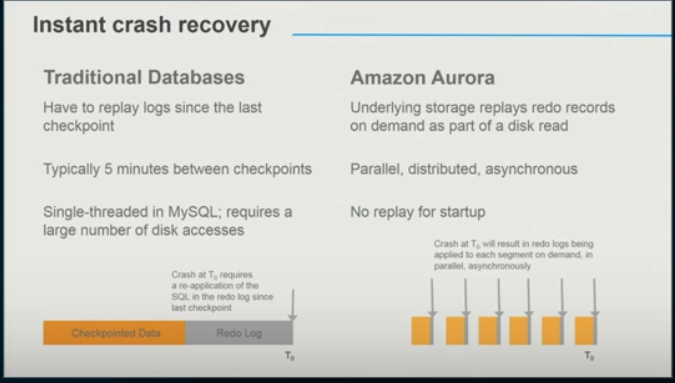 Instant crash recovery
Traditional Databases
Have to replay logs since the last
checkpoint
Typically 5 minutes between checkpoints
Single-threaded in MySQL; requires a
large number of disk accesses
Crash at T₀ requires
a re-application of the
SQL in the redo log since
last checkpoint
Checkpointed Data
Redo Log
T₀
Amazon Aurora
Underlying storage replays redo records
on demand as part of a disk read
Parallel, distributed, asynchronous
No replay for startup
Crash at T₀ will result in redo logs being
applied to each segment on demand, in
parallel, asynchronously
T₀